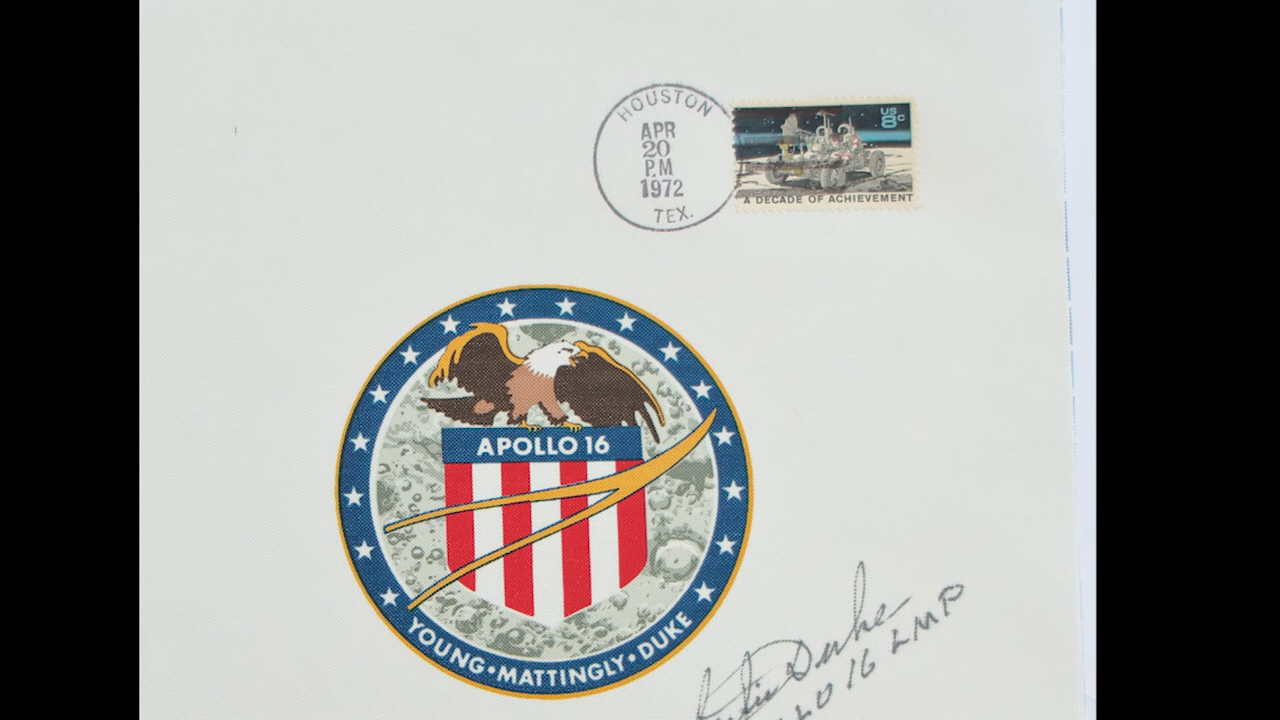 HOUSTON
APR
20
P.M
1972
TEX.
US
8c
A DECADE OF ACHIEVEMENT
APOLLO 16
YOUNG•MATTINGLY•DUKE
Duke
16 LMP